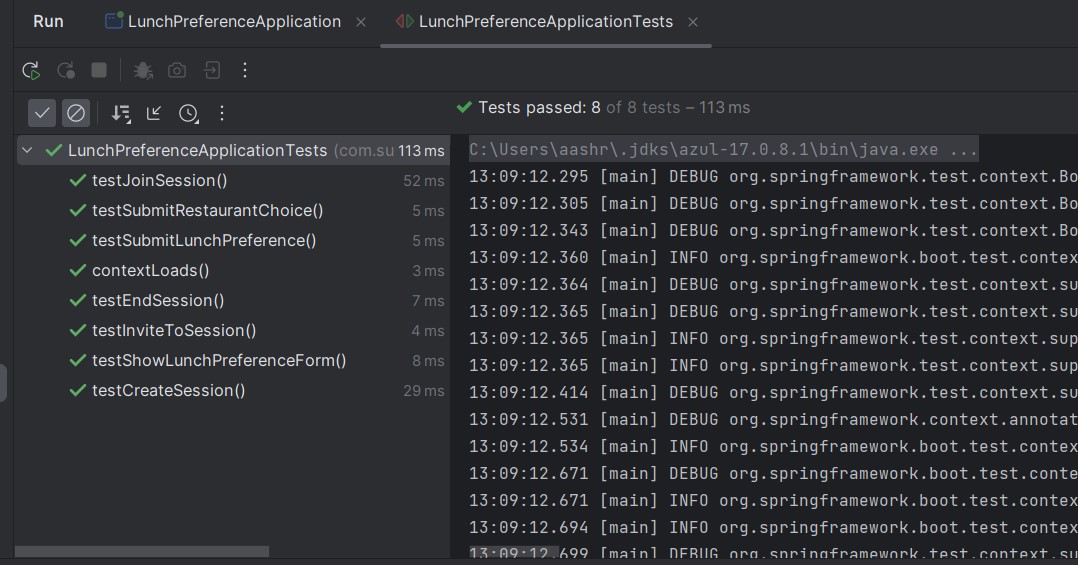 Run LunchPreferenceApplication LunchPreferenceApplicationTests
Tests passed: 8 of 8 tests – 113 ms
LunchPreferenceApplicationTests (com.su 113 ms
testJoinSession() 52 ms
testSubmitRestaurantChoice() 5 ms
testSubmitLunchPreference() 5 ms
contextLoads() 3 ms
testEndSession() 7 ms
testInviteToSession() 4 ms
testShowLunchPreferenceForm() 8 ms
testCreateSession() 29 ms
C:\Users\aashr\.jdks\azul-17.0.8.1\bin\java.exe ...
13:09:12.295 [main] DEBUG org.springframework.test.context.Bo
13:09:12.305 [main] DEBUG org.springframework.test.context.Bo
13:09:12.343 [main] DEBUG org.springframework.test.context.Bo
13:09:12.360 [main] INFO org.springframework.boot.test.contex
13:09:12.364 [main] DEBUG org.springframework.test.context.su
13:09:12.365 [main] DEBUG org.springframework.test.context.su
13:09:12.365 [main] INFO org.springframework.test.context.sup
13:09:12.365 [main] INFO org.springframework.test.context.sup
13:09:12.414 [main] DEBUG org.springframework.test.context.su
13:09:12.531 [main] DEBUG org.springframework.context.annotat
13:09:12.534 [main] INFO org.springframework.boot.test.contex
13:09:12.671 [main] DEBUG org.springframework.boot.test.conte
13:09:12.671 [main] INFO org.springframework.boot.test.contex
13:09:12.694 [main] INFO org.springframework.boot.test.contex
13:09:12.699 [main] DEBUG org.springframework.test.context.su